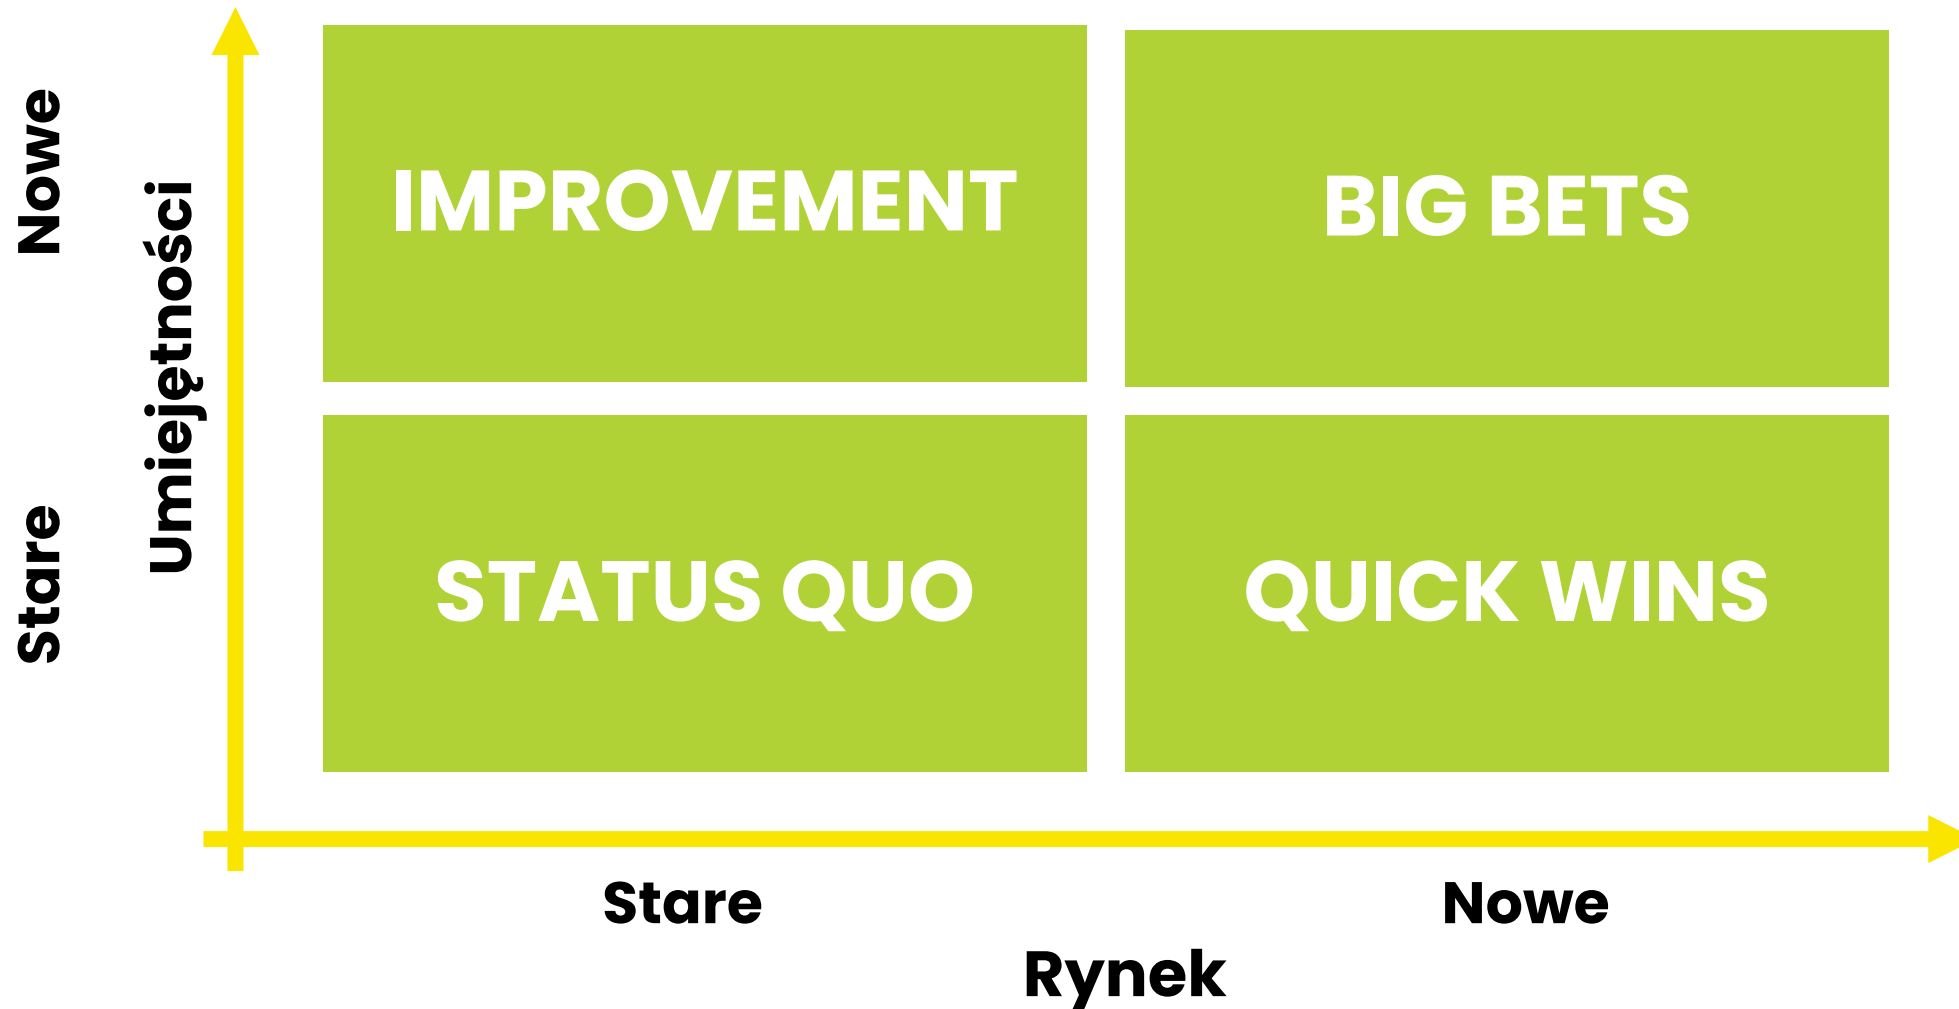 Nowe
Stare
Umiejętności
IMPROVEMENT
BIG BETS
STATUS QUO
QUICK WINS
Stare
Nowe
Rynek